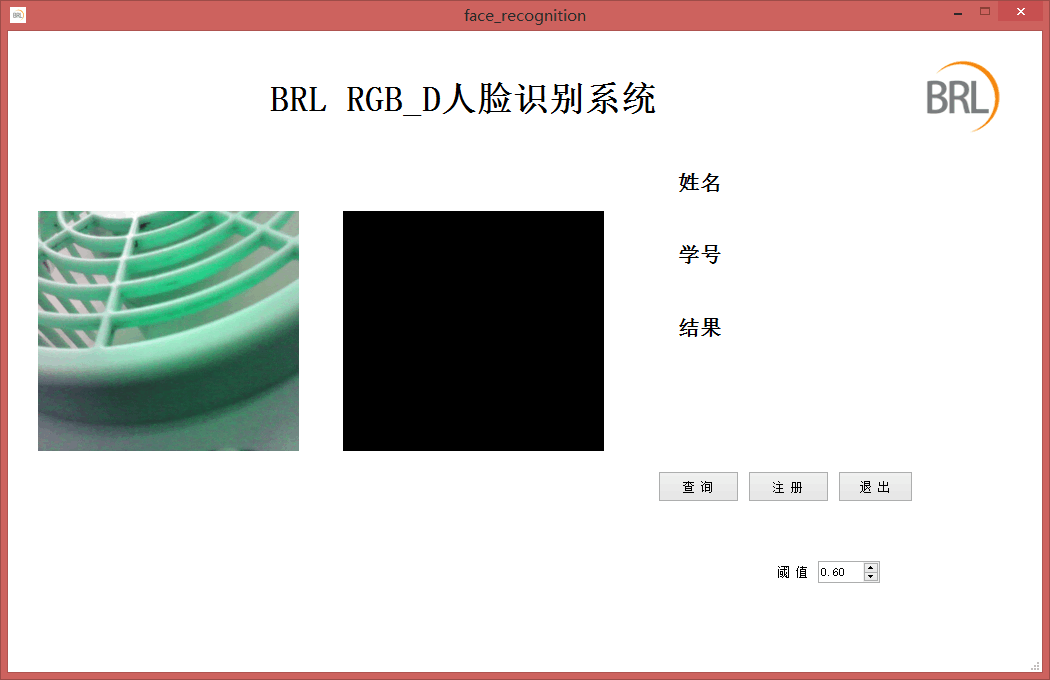 face_recognition
BRL RGB_D人脸识别系统
BRL
姓名
学号
结果
查询 注册 退出
阈值 0.60